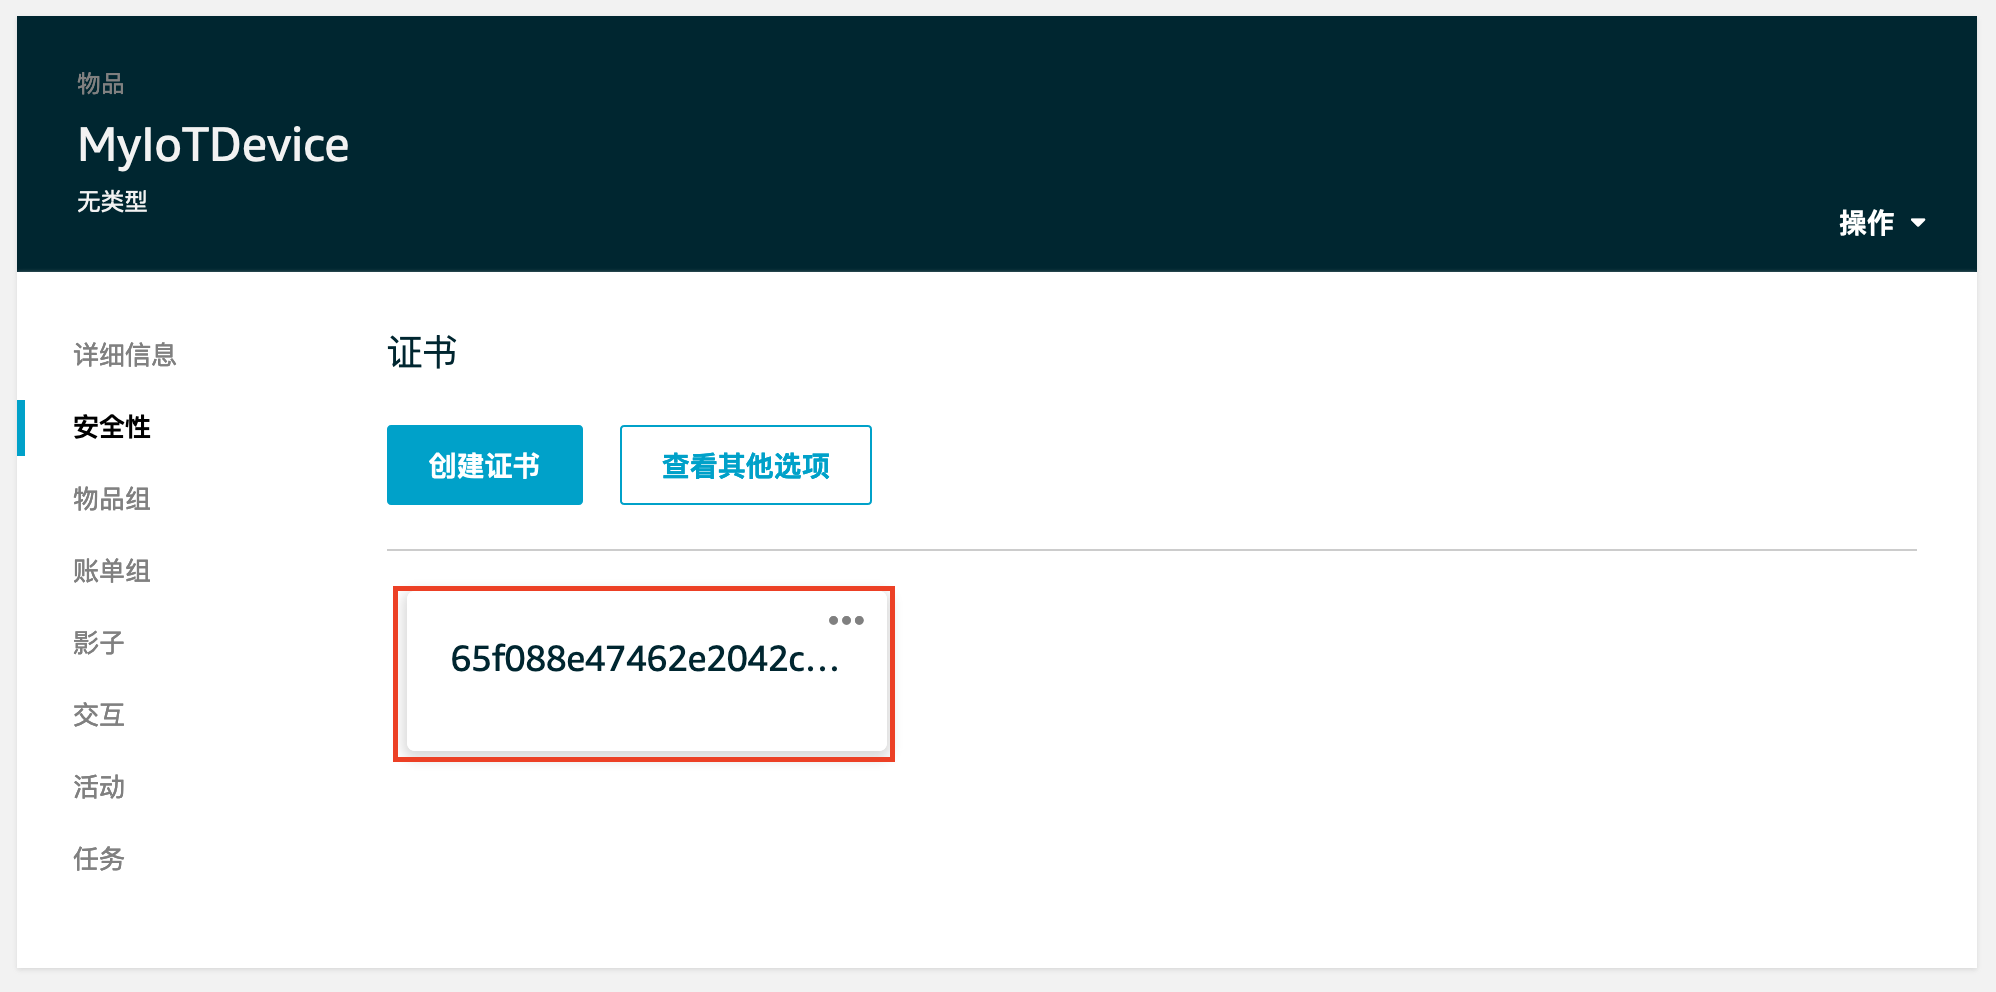 物品
MyIoTDevice
无类型
操作
详细信息
安全性
物品组
账单组
影子
交互
活动
任务
证书
创建证书
查看其他选项
65f088e47462e2042c...